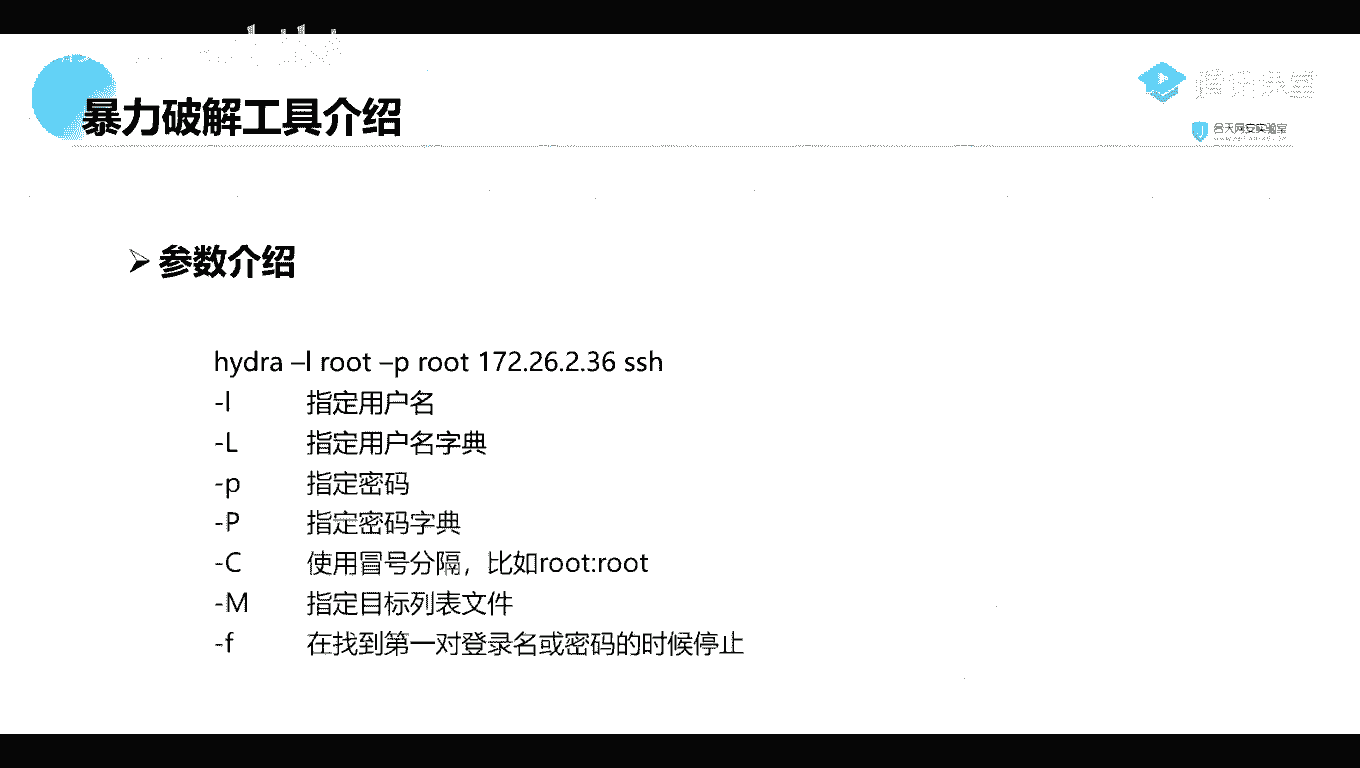 暴力破解工具介绍
合天网安实验室
➢ 参数介绍
hydra –l root –p root 172.26.2.36 ssh
-l 指定用户名
-L 指定用户名字典
-p 指定密码
-P 指定密码字典
-C 使用冒号分隔，比如root:root
-M 指定目标列表文件
-f 在找到第一对登录名或密码的时候停止